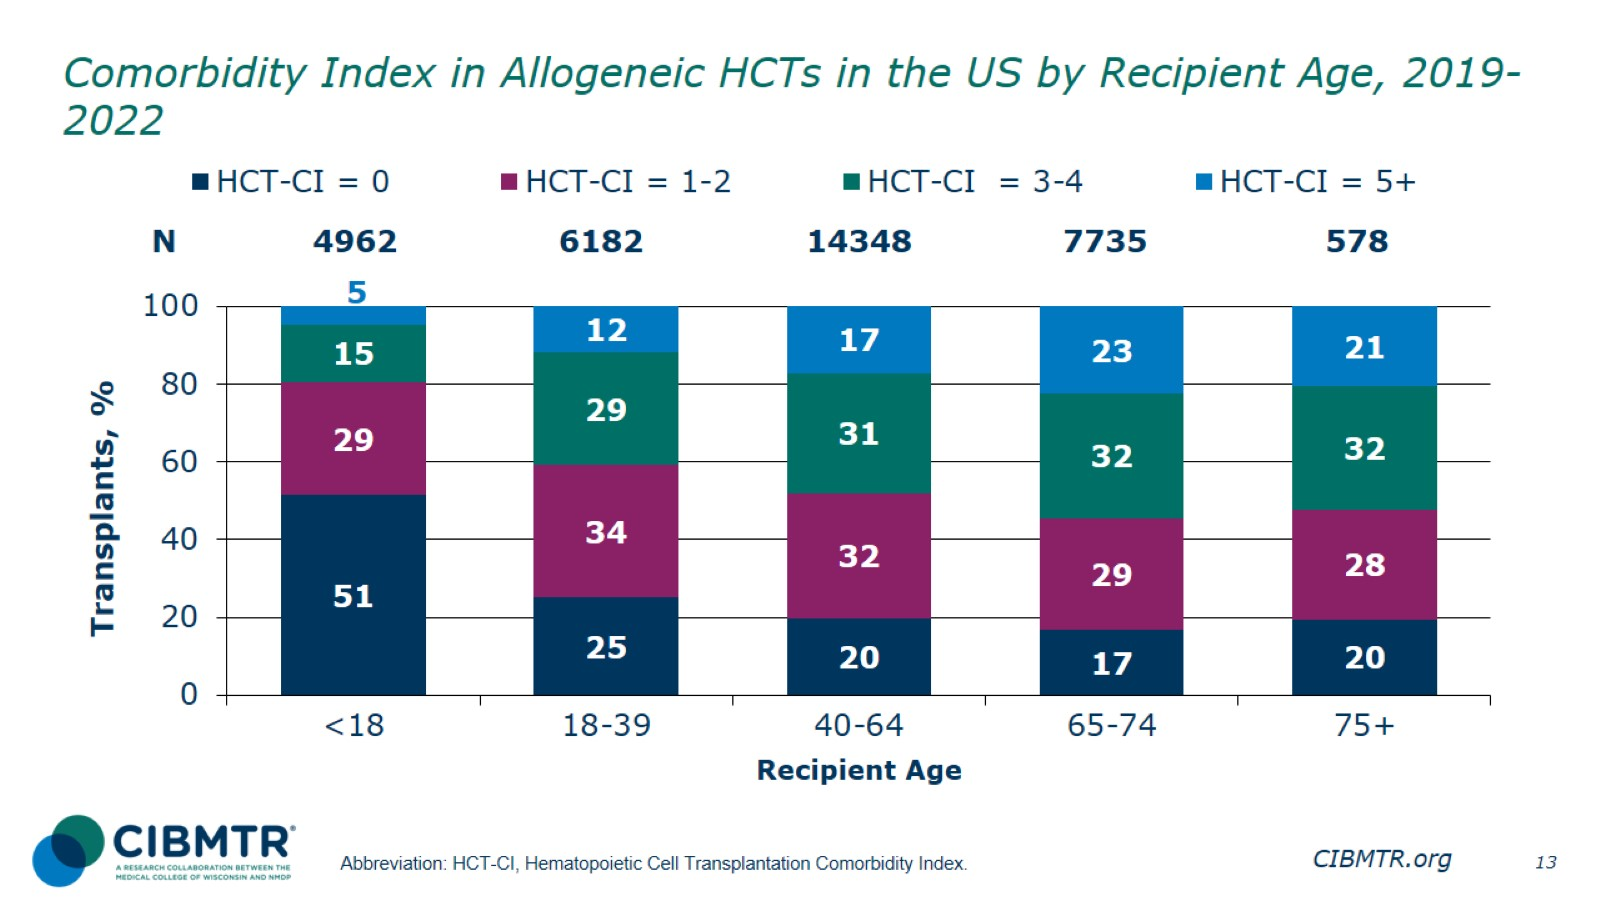 Comorbidity Index in Allogeneic HCTs in the US by Recipient Age, 2019-
2022
HCT-CI = 0 HCT-CI = 1-2 HCT-CI = 3-4 HCT-CI = 5+
N 4962 6182 14348 7735 578
5
100
12
17
23
21
15
80
29
31
32
32
29
60
34
32
29
28
40
51
25
20
17
20
20
0
Transplants, %
<18 18-39 40-64 65-74 75+
Recipient Age
CIBMTR®
A RESEARCH COLLABORATION BETWEEN THE
MEDICAL COLLEGE OF WISCONSIN AND NMDP
Abbreviation: HCT-CI, Hematopoietic Cell Transplantation Comorbidity Index.
CIBMTR.org
13